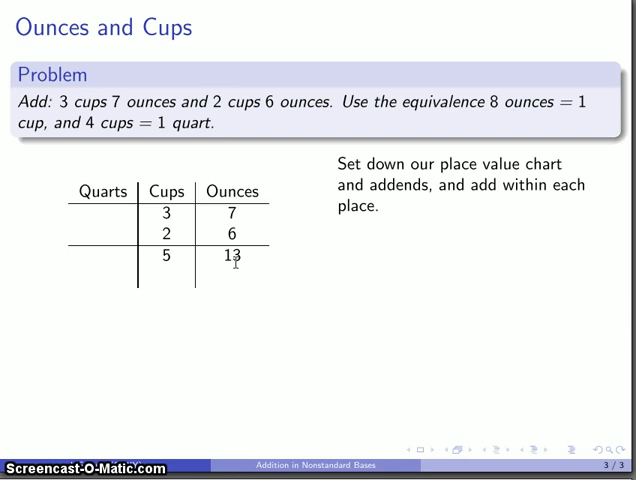 Ounces and Cups
Problem
Add: 3 cups 7 ounces and 2 cups 6 ounces. Use the equivalence 8 ounces = 1
cup, and 4 cups = 1 quart.
Set down our place value chart
and addends, and add within each
place.
Quarts Cups Ounces
3 7
2 6
5 13
Screencast-O-Matic.com
Addition in Nonstandard Bases
3 / 3